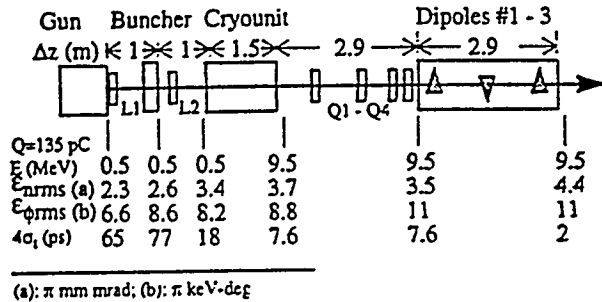 Gun Buncher Cryounit Dipoles #1 - 3
Δz (m) 1 1 1.5 2.9 2.9
L1 L2 Q1 - Q4
Q=135 pC
E (MeV) 0.5 0.5 0.5 9.5 9.5 9.5
εnrms (a) 2.3 2.6 3.4 3.7 3.5 4.4
εφrms (b) 6.6 8.6 8.2 8.8 11 11
4σt (ps) 65 77 18 7.6 7.6 2
(a): π mm mrad; (b): π keV-deg